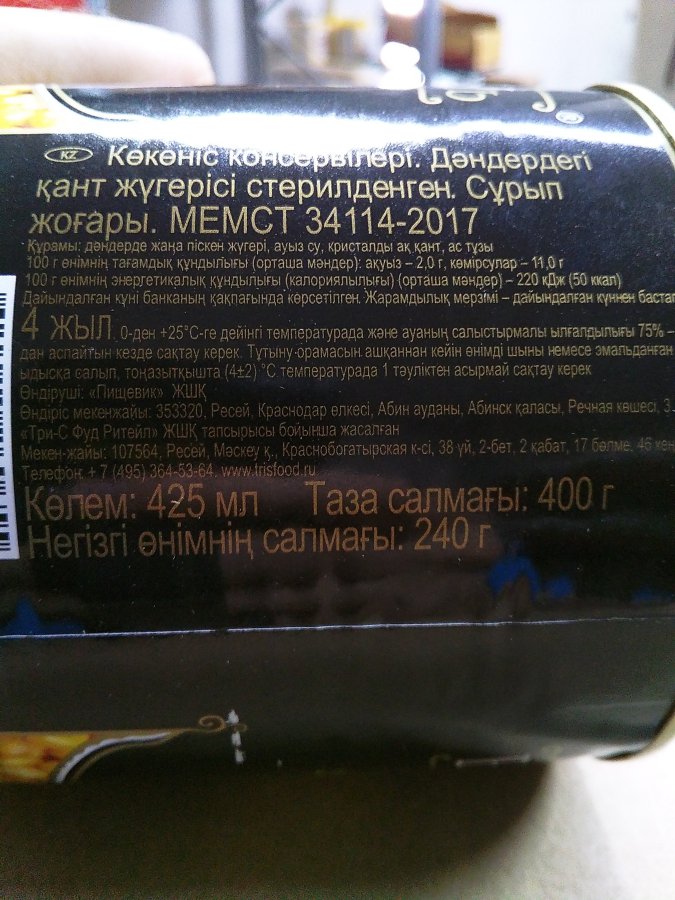 KZ Көкөніс консервілері. Дәндердегі
қант жүгерісі стерилденген. Сұрып
жоғары. МЕМСТ 34114-2017
Құрамы: дәндерде жаңа піскен жүгері, ауыз су, кристалды ақ қант, ас тұзы
100 г өнімнің тағамдық құндылығы (орташа мәндер): ақуыз – 2,0 г, көмірсулар – 11,0 г
100 г өнімнің энергетикалық құндылығы (калориялылығы) (орташа мәндер) – 220 кДж (50 ккал)
Дайындалған күні банканың қақпағында көрсетілген. Жарамдылық мерзімі – дайындалған күннен бастап
4 жыл. 0-ден +25°C-ге дейінгі температурада және ауаның салыстырмалы ылғалдылығы 75% –
дан аспайтын кезде сақтау керек. Тұтыну орамасын ашқаннан кейін өнімді шыны немесе эмальданған
ыдысқа салып, тоңазытқышта (4±2) °C температурада 1 тәуліктен асырмай сақтау керек
Өндіруші: «Пищевик» ЖШҚ
Өндіріс мекенжайы: 353320, Ресей, Краснодар өлкесі, Абин ауданы, Абинск қаласы, Речная көшесі, 3
«Три-С Фуд Ритейл» ЖШҚ тапсырысы бойынша жасалған
Мекен-жайы: 107564, Ресей, Мәскеу қ., Краснобогатырская к-сі, 38 үй, 2-бет, 2 қабат, 17 бөлме, 46
Телефон: + 7 (495) 364-53-64, www.trisfood.ru
Көлем: 425 мл Таза салмағы: 400 г
Негізгі өнімнің салмағы: 240 г
®